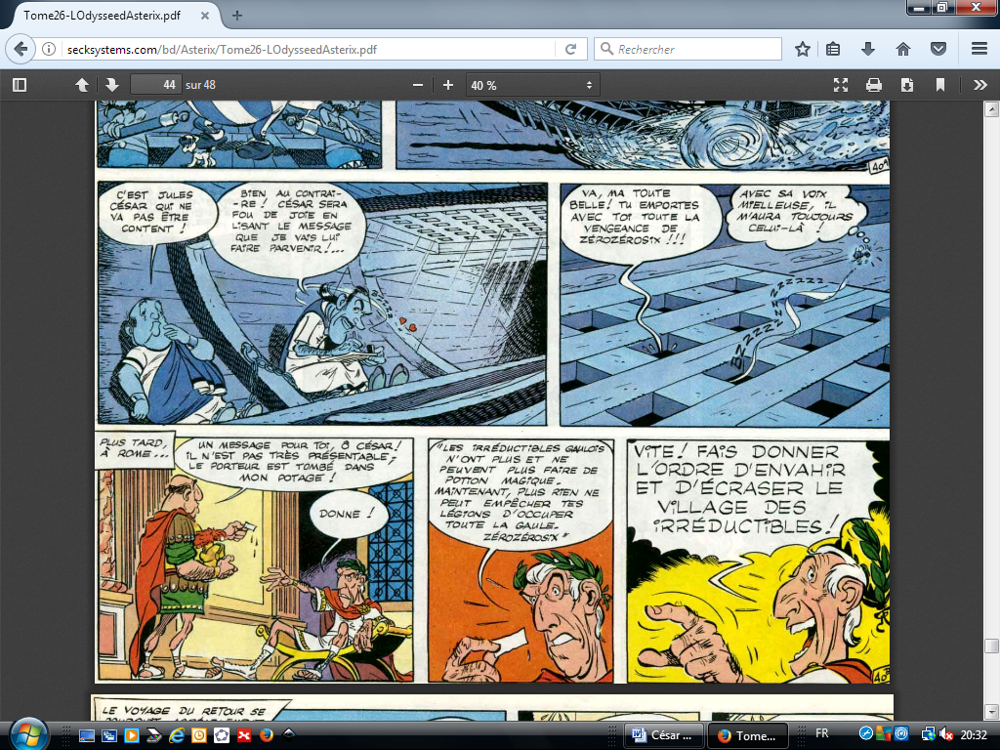 Tome26-LOdysseedAsterix.pdf
secksystems.com/bd/Asterix/Tome26-LOdysseedAsterix.pdf
Rechercher
44 sur 48
40 %
40A
C'EST JULES
CÉSAR QUI NE
VA PAS ÊTRE
CONTENT !
BIEN AU CONTRAI-
-RE ! CÉSAR SERA
FOU DE JOIE EN
LISANT LE MESSAGE
QUE JE VAIS LUI
FAIRE PARVENIR !...
ZZZZ
VA, MA TOUTE
BELLE ! TU EMPORTES
AVEC TOI TOUTE LA
VENGEANCE DE
ZÉROZÉROSIX !!!
AVEC SA VOIX
MIELLEUSE, IL
M'AURA TOUJOURS
CELUI-LÀ !
BZZZZZZZZZZZZ
PLUS TARD,
À ROME...
UN MESSAGE POUR TOI, Ô CÉSAR !
IL N'EST PAS TRÈS PRÉSENTABLE,
LE PORTEUR EST TOMBÉ DANS
MON POTAGE !
DONNE !
"LES IRRÉDUCTIBLES GAULOIS
N'ONT PLUS ET NE
PEUVENT PLUS FAIRE DE
POTION MAGIQUE.
MAINTENANT, PLUS RIEN NE
PEUT EMPÊCHER TES
LÉGIONS D'OCCUPER
TOUTE LA GAULE.
ZÉROZÉROSIX"
VITE ! FAIS DONNER
L'ORDRE D'ENVAHIR
ET D'ÉCRASER LE
VILLAGE DES
IRRÉDUCTIBLES !
40B
LE VOYAGE DU RETOUR SE
César ...
Tome...
FR
20:32